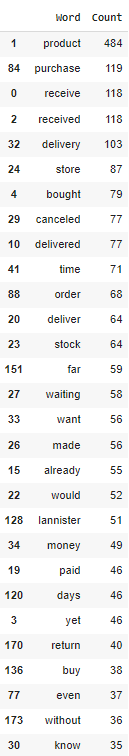 Word Count
1 product 484
84 purchase 119
0 receive 118
2 received 118
32 delivery 103
24 store 87
4 bought 79
29 canceled 77
10 delivered 77
41 time 71
88 order 68
20 deliver 64
23 stock 64
151 far 59
27 waiting 58
33 want 56
26 made 56
15 already 55
22 would 52
128 lannister 51
34 money 49
19 paid 46
120 days 46
3 yet 46
170 return 40
136 buy 38
77 even 37
173 without 36
30 know 35